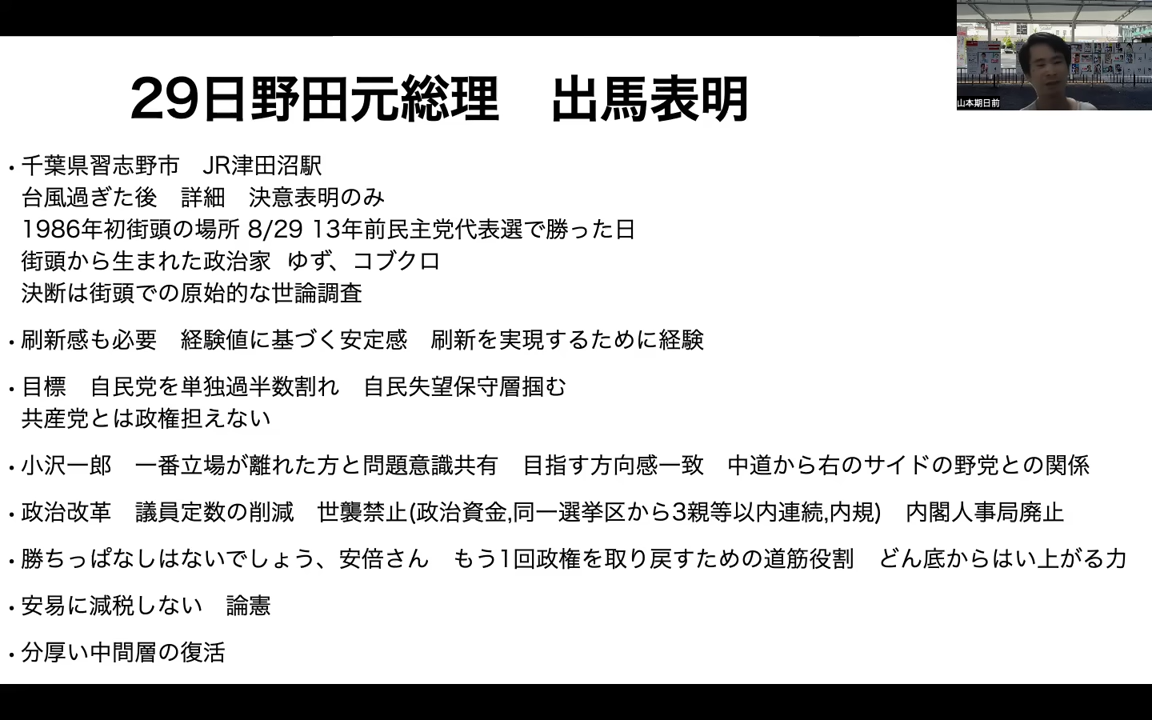 29日野田元総理　出馬表明
山本期日前
・千葉県習志野市　JR津田沼駅
台風過ぎた後　詳細　決意表明のみ
1986年初街頭の場所 8/29 13年前民主党代表選で勝った日
街頭から生まれた政治家  ゆず、コブクロ
決断は街頭での原始的な世論調査
・刷新感も必要　経験値に基づく安定感　刷新を実現するために経験
・目標　自民党を単独過半数割れ　自民失望保守層掴む
共産党とは政権担えない
・小沢一郎　一番立場が離れた方と問題意識共有　目指す方向感一致　中道から右のサイドの野党との関係
・政治改革　議員定数の削減　世襲禁止(政治資金,同一選挙区から3親等以内連続,内規)　内閣人事局廃止
・勝ちっぱなしはないでしょう、安倍さん　もう1回政権を取り戻すための道筋役割　どん底からはい上がる力
・安易に減税しない　論憲
・分厚い中間層の復活